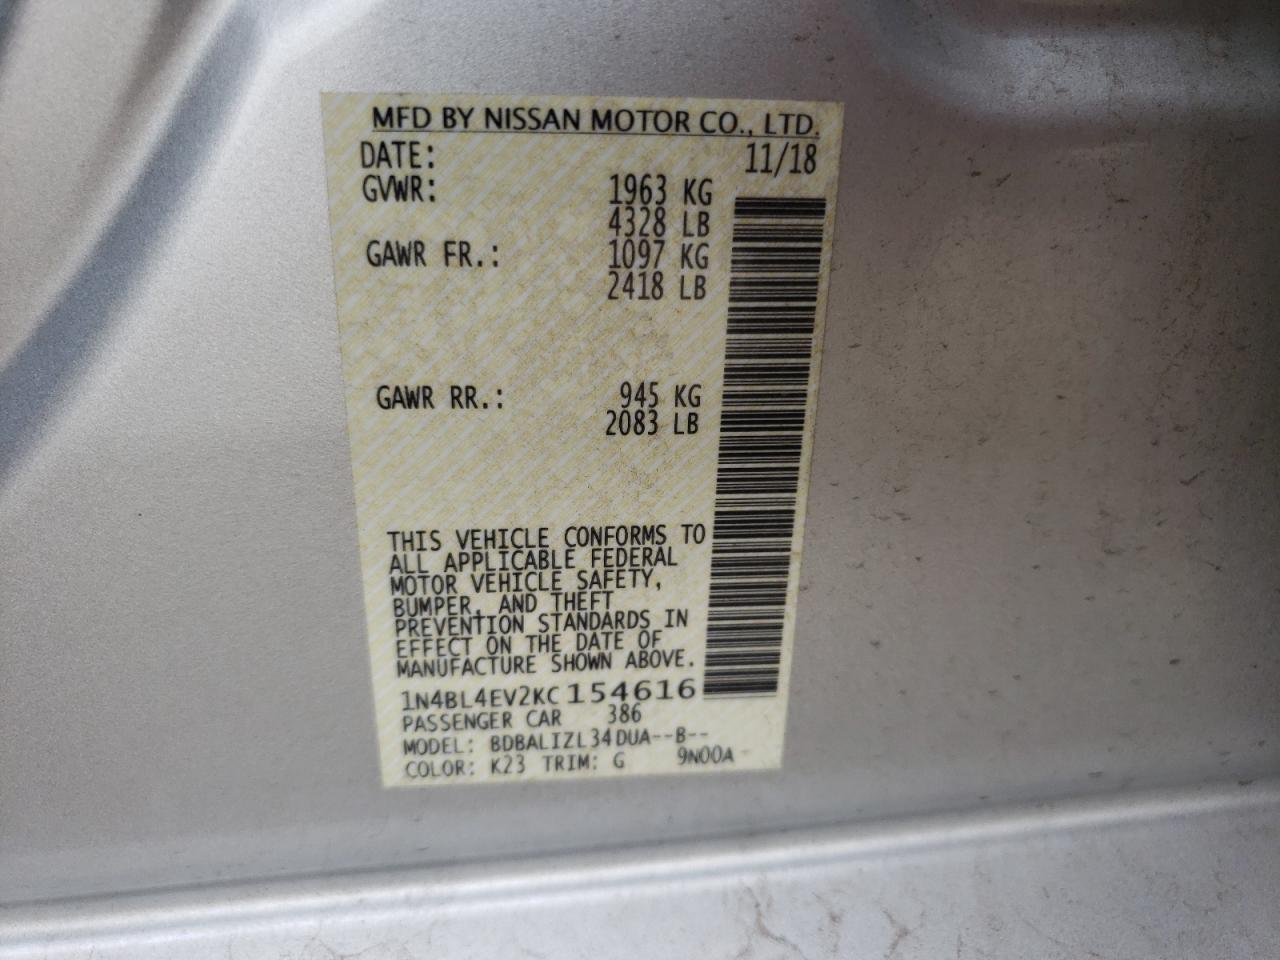 MFD BY NISSAN MOTOR CO., LTD.
DATE: 11/18
GVWR: 1963 KG
4328 LB
GAWR FR.: 1097 KG
2418 LB
GAWR RR.: 945 KG
2083 LB
THIS VEHICLE CONFORMS TO
ALL APPLICABLE FEDERAL
MOTOR VEHICLE SAFETY,
BUMPER, AND THEFT
PREVENTION STANDARDS IN
EFFECT ON THE DATE OF
MANUFACTURE SHOWN ABOVE.
1N4BL4EV2KC154616
PASSENGER CAR 386
MODEL: BDBALIZL34DUA--B--
COLOR: K23 TRIM: G 9N00A